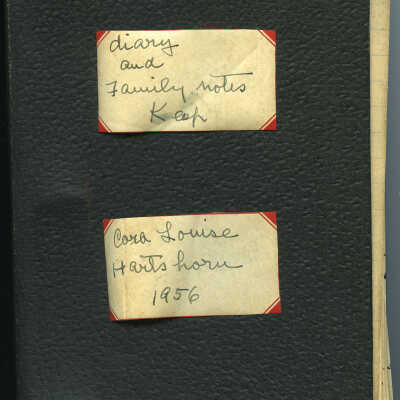 diary
and
Family notes
Keep
Cora Louise
Hartshorn
1956